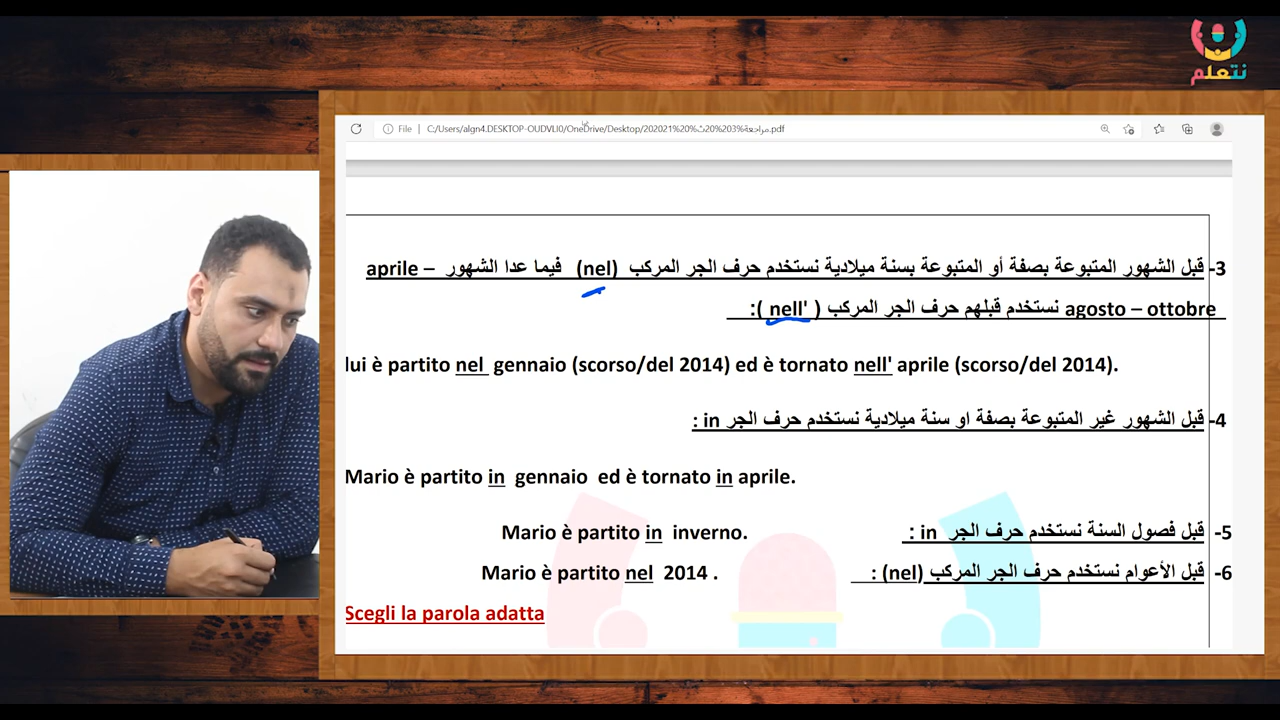 نتعلم
File | C:/Users/algn4.DESKTOP-OUDVLI0/OneDrive/Desktop/202021%20%ث%20%203مراجعة.pdf
3- قبل الشهور المتبوعة بصفة أو المتبوعة بسنة ميلادية نستخدم حرف الجر المركب (nel) فيما عدا الشهور – aprile
agosto – ottobre نستخدم قبلهم حرف الجر المركب ( nell' ):
lui è partito nel gennaio (scorso/del 2014) ed è tornato nell' aprile (scorso/del 2014).
4- قبل الشهور غير المتبوعة بصفة او سنة ميلادية نستخدم حرف الجر in :
Mario è partito in gennaio ed è tornato in aprile.
5- قبل فصول السنة نستخدم حرف الجر in : Mario è partito in inverno.
6- قبل الأعوام نستخدم حرف الجر المركب (nel) : Mario è partito nel 2014 .
Scegli la parola adatta